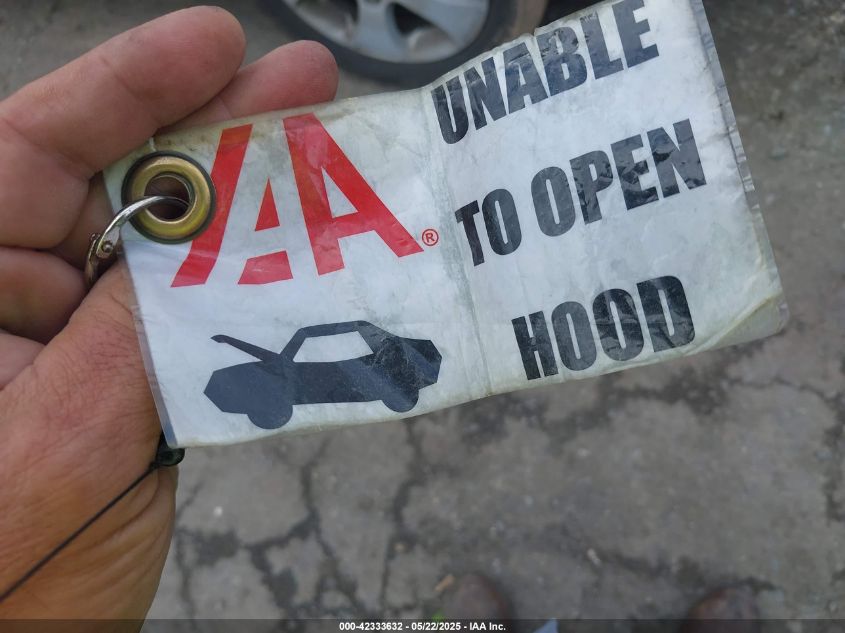 IAA®
UNABLE
TO OPEN
HOOD
000-42333632 - 05/22/2025 - IAA Inc.